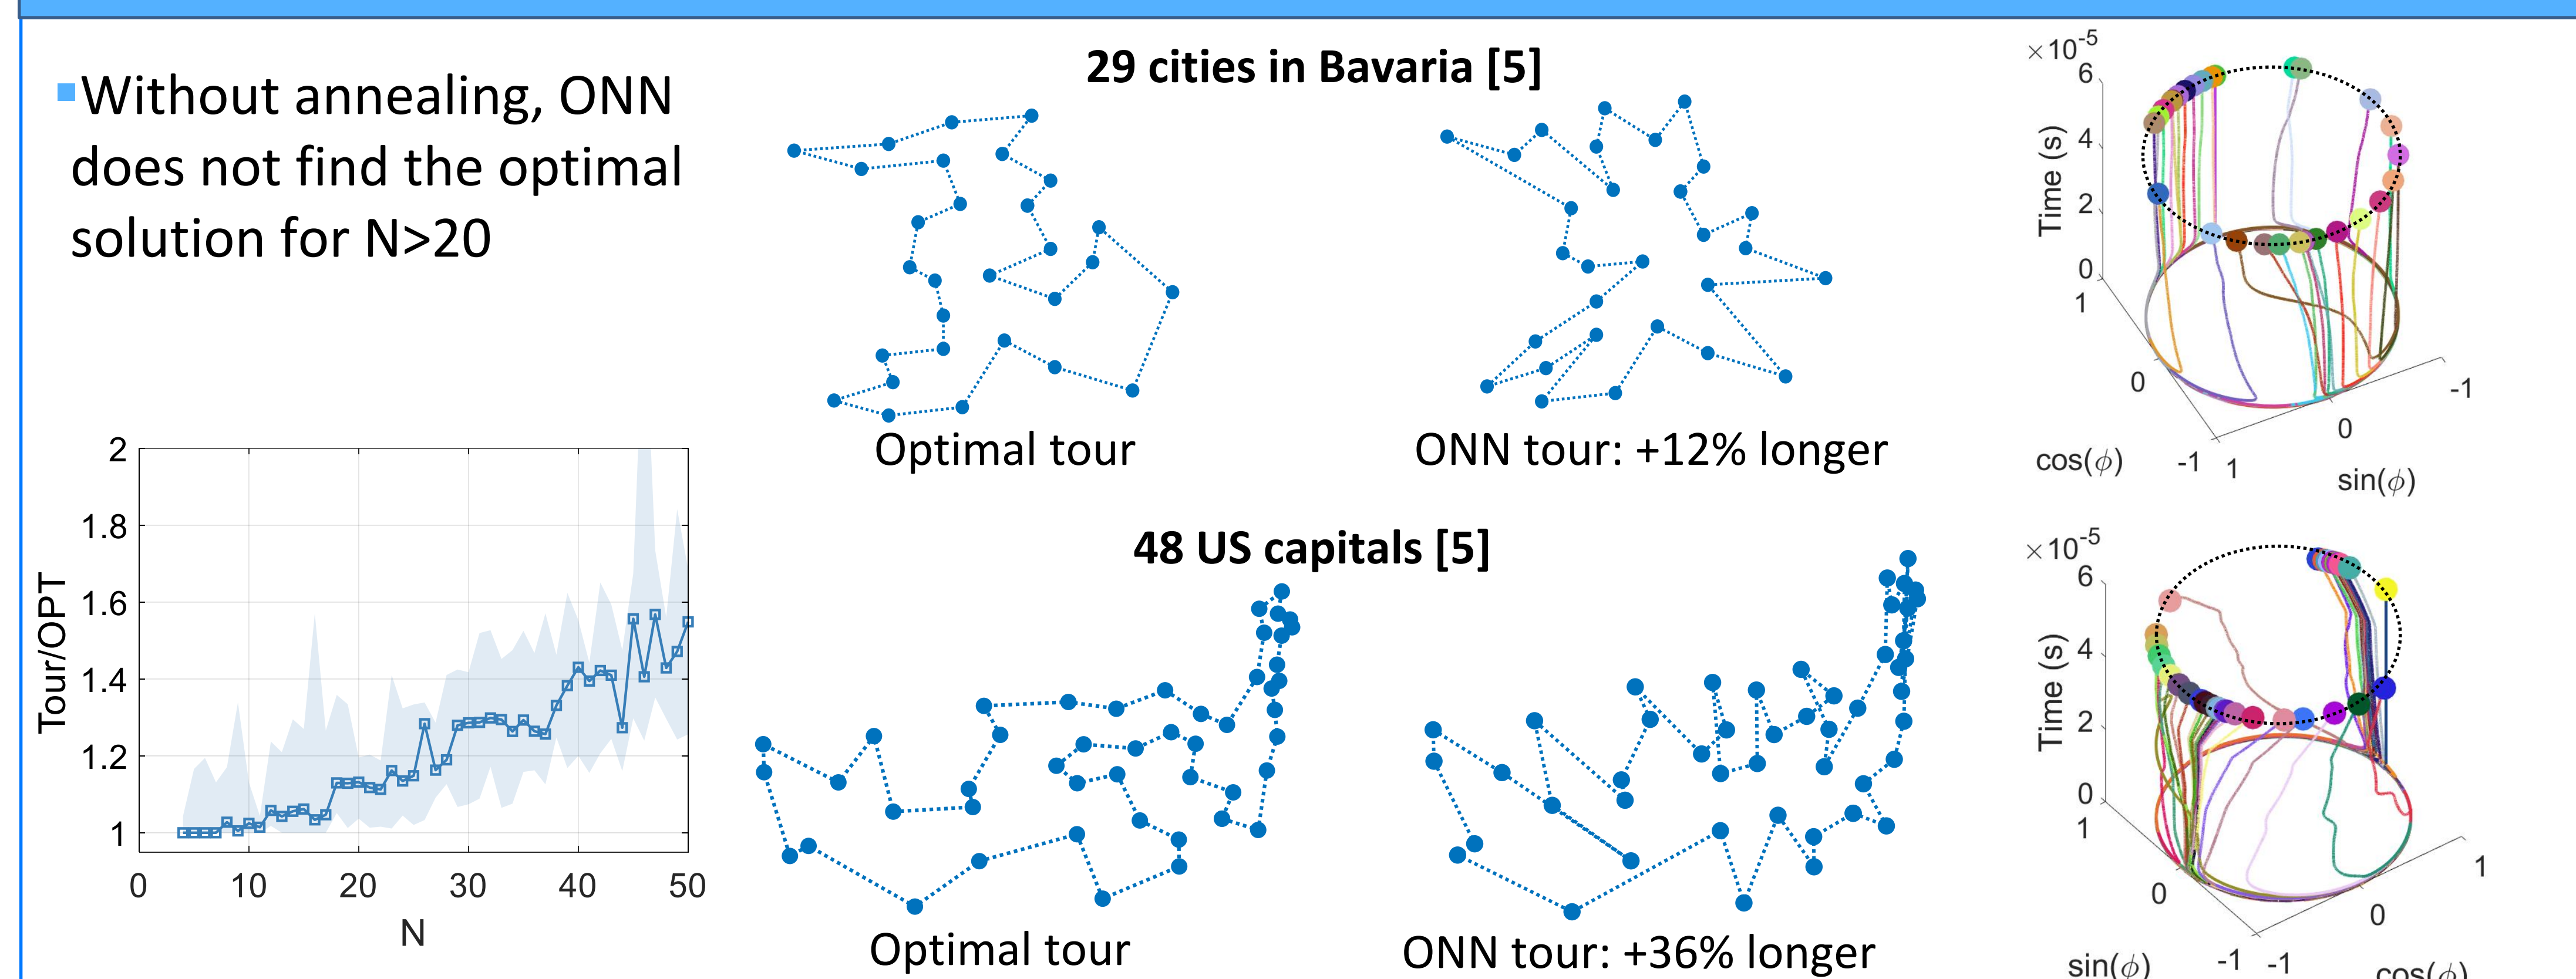 ▪Without annealing, ONN
does not find the optimal
solution for N>20
2
1.8
1.6
1.4
1.2
1
Tour/OPT
0 10 20 30 40 50
N
29 cities in Bavaria [5]
Optimal tour
ONN tour: +12% longer
×10-5
6
4
2
0
Time (s)
1
0
-1
cos(ϕ)
1
0
-1
sin(ϕ)
48 US capitals [5]
Optimal tour
ONN tour: +36% longer
×10-5
6
4
2
0
Time (s)
1
0
-1
sin(ϕ)
-1
0
1
cos(ϕ)